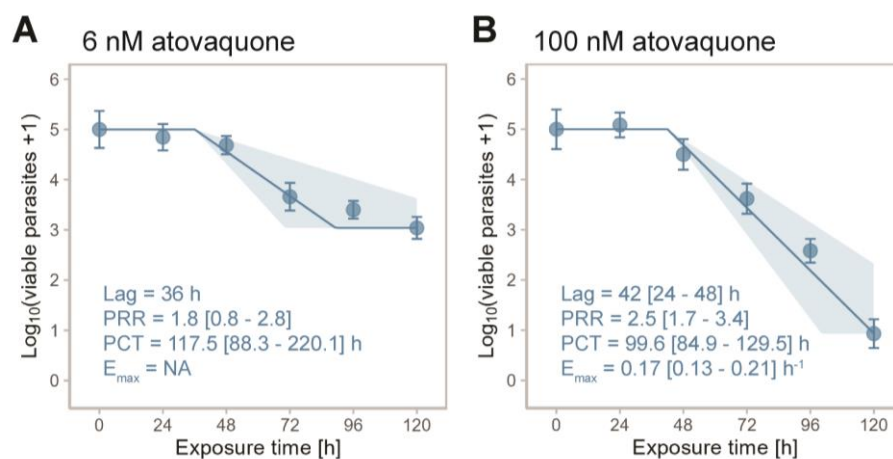 A 6 nM atovaquone
Log₁₀(viable parasites +1)
6
5
4
3
2
1
0
Lag = 36 h
PRR = 1.8 [0.8 - 2.8]
PCT = 117.5 [88.3 - 220.1] h
Eₘₐₓ = NA
0 24 48 72 96 120
Exposure time [h]
B 100 nM atovaquone
Log₁₀(viable parasites +1)
6
5
4
3
2
1
0
Lag = 42 [24 - 48] h
PRR = 2.5 [1.7 - 3.4]
PCT = 99.6 [84.9 - 129.5] h
Eₘₐₓ = 0.17 [0.13 - 0.21] h⁻¹
0 24 48 72 96 120
Exposure time [h]